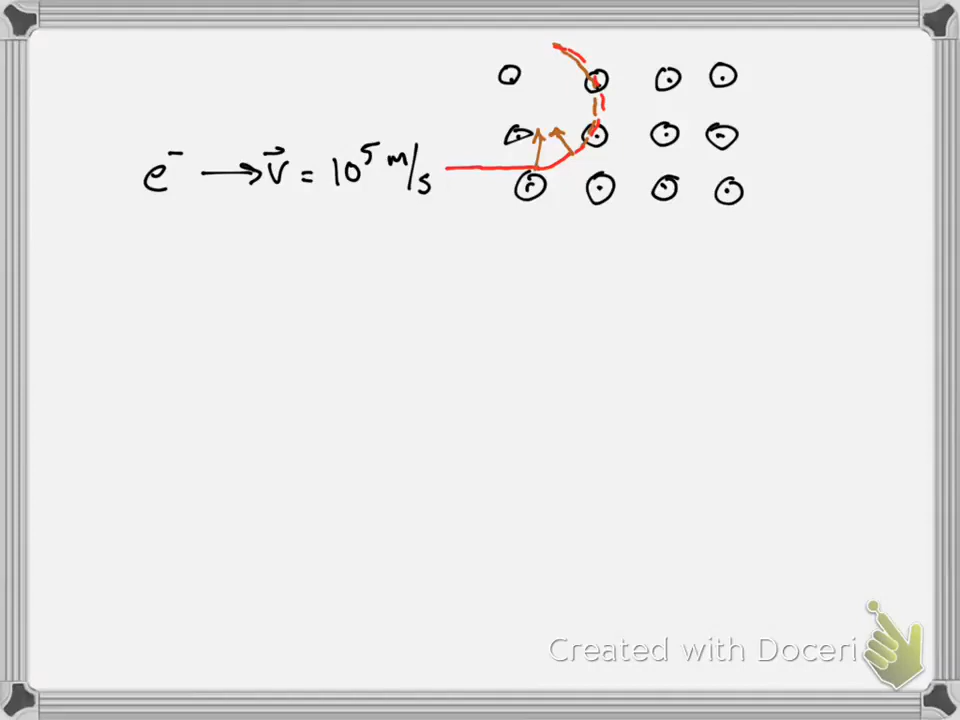 e⁻ ⟶ v⃗ = 10⁵ m/s
Created with Doceri